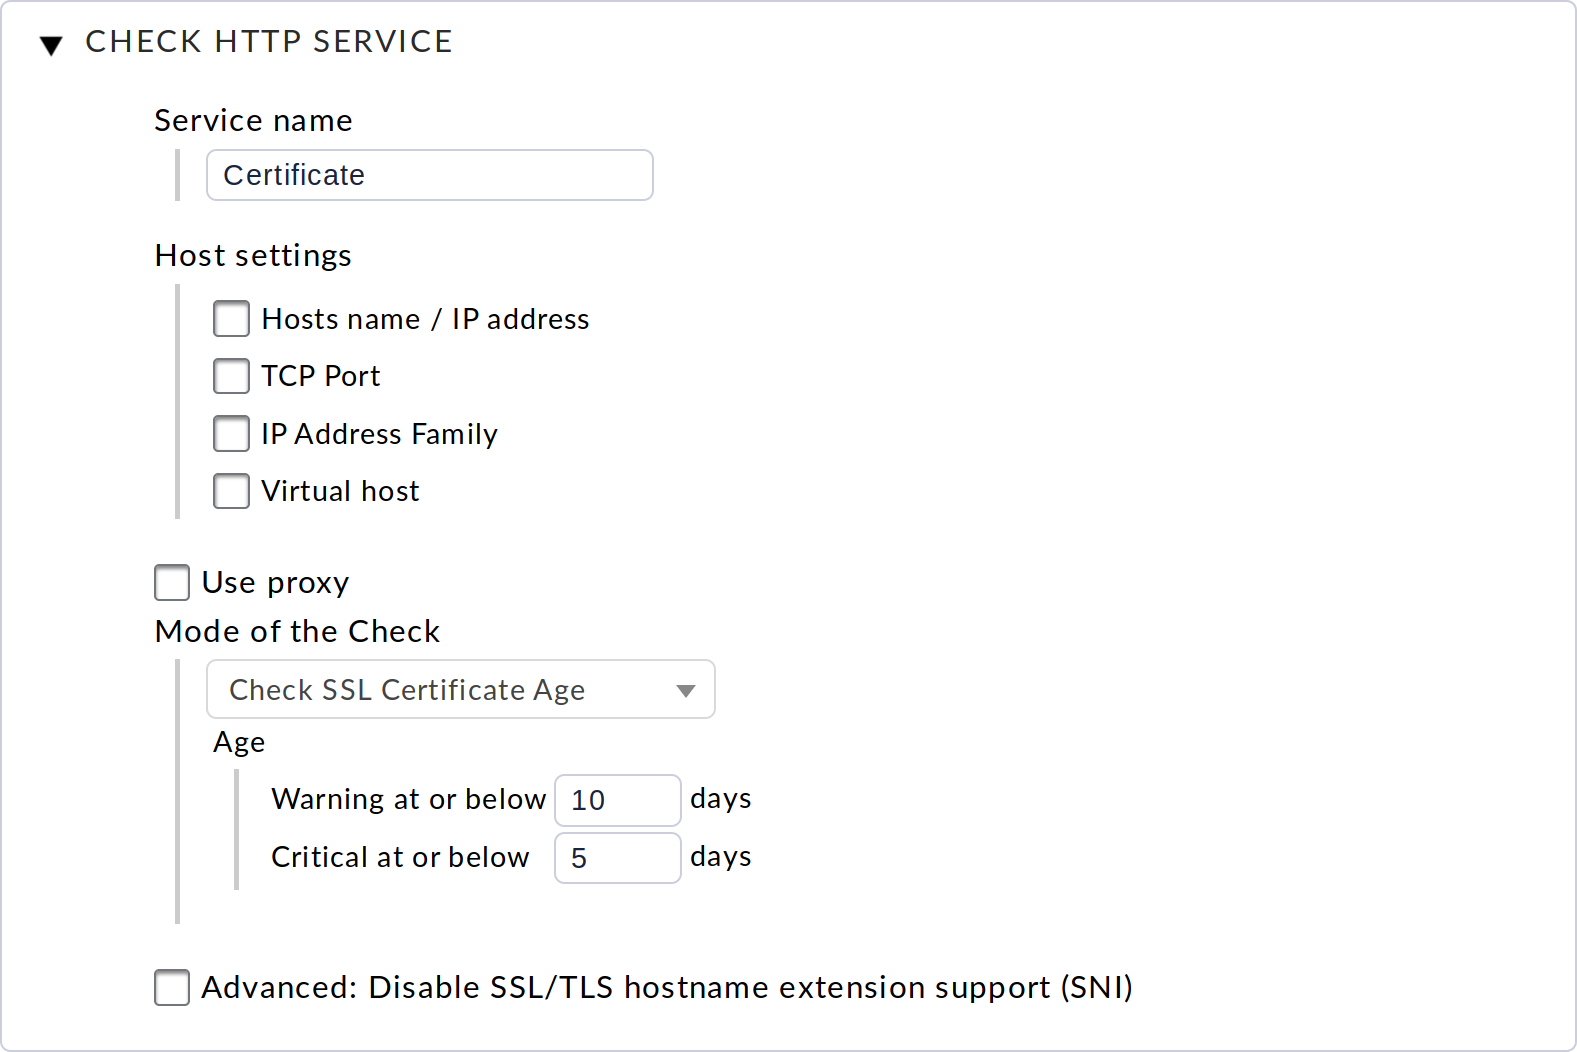 CHECK HTTP SERVICE
Service name
Certificate
Host settings
Hosts name / IP address
TCP Port
IP Address Family
Virtual host
Use proxy
Mode of the Check
Check SSL Certificate Age
Age
Warning at or below 10 days
Critical at or below 5 days
Advanced: Disable SSL/TLS hostname extension support (SNI)